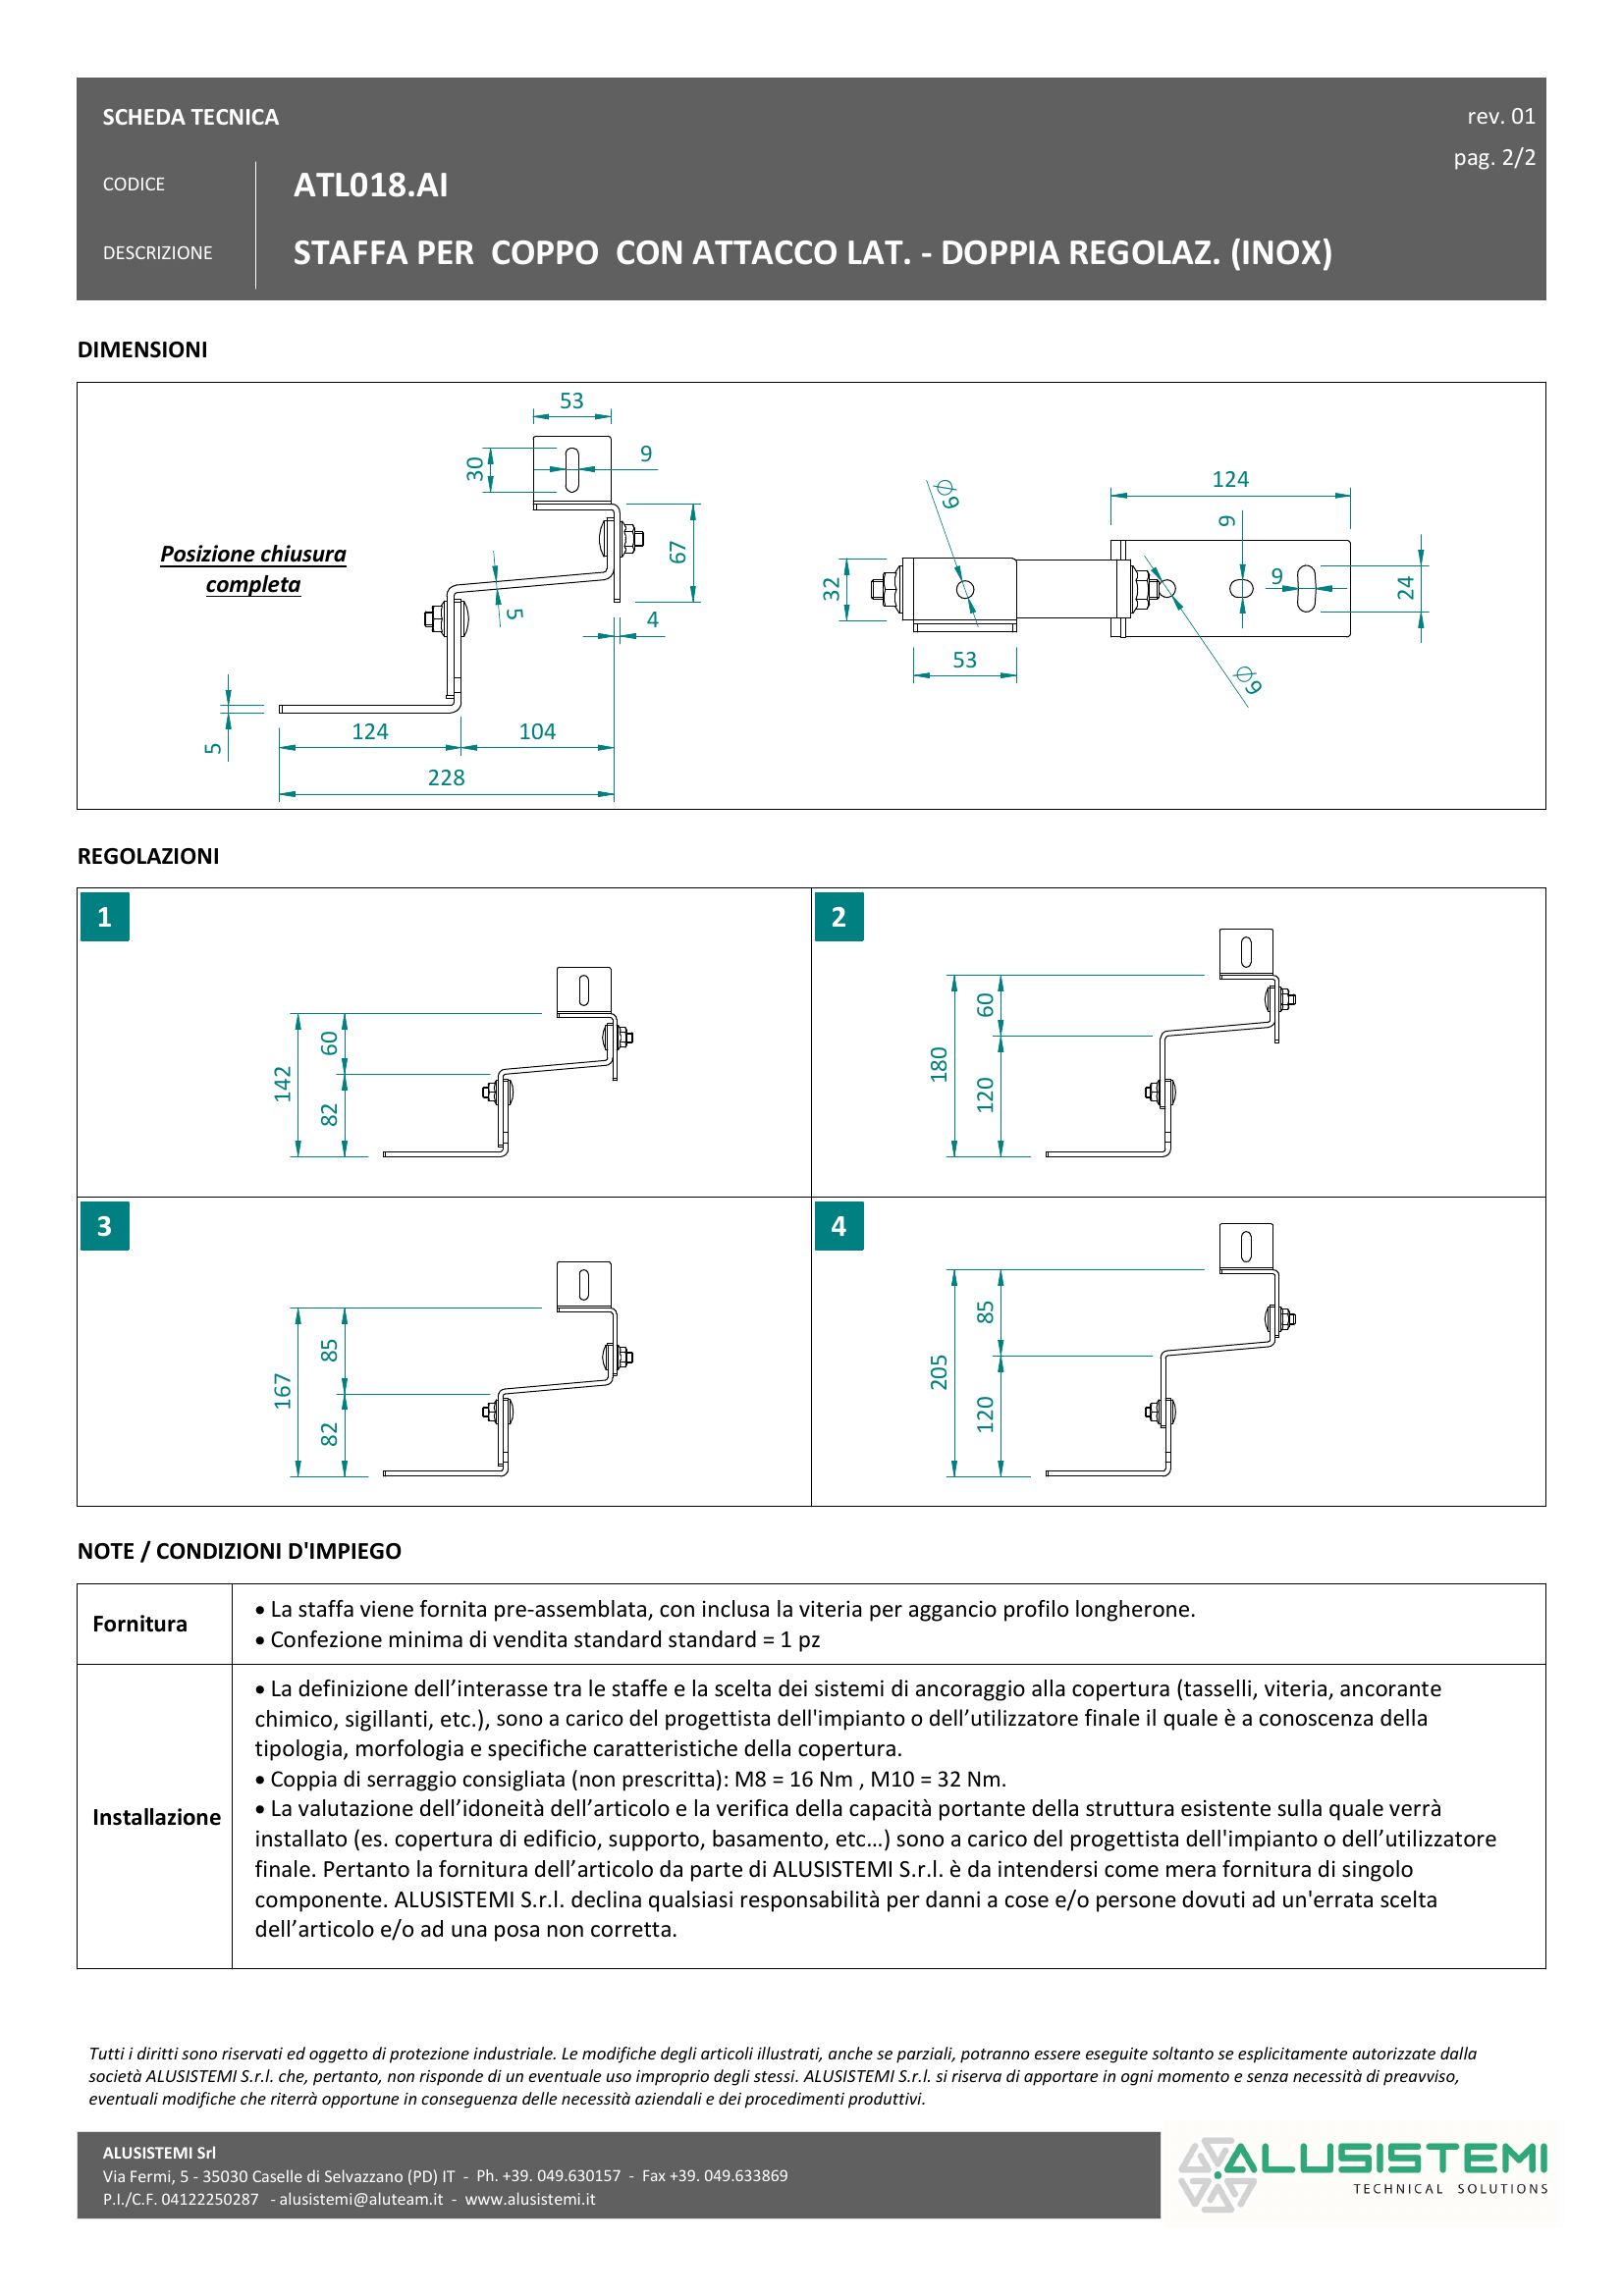 SCHEDA TECNICA
rev. 01
pag. 2/2
CODICE
ATL018.AI
DESCRIZIONE
STAFFA PER  COPPO  CON ATTACCO LAT. - DOPPIA REGOLAZ. (INOX)
DIMENSIONI
53
30
9
67
Posizione chiusura
completa
5
4
5
124
104
228
124
Ø9
9
32
9
24
53
Ø9
REGOLAZIONI
1
142
60
82
2
180
60
120
3
167
85
82
4
205
85
120
NOTE / CONDIZIONI D'IMPIEGO
Fornitura
• La staffa viene fornita pre-assemblata, con inclusa la viteria per aggancio profilo longherone.
• Confezione minima di vendita standard standard = 1 pz
Installazione
• La definizione dell’interasse tra le staffe e la scelta dei sistemi di ancoraggio alla copertura (tasselli, viteria, ancorante
chimico, sigillanti, etc.), sono a carico del progettista dell'impianto o dell’utilizzatore finale il quale è a conoscenza della
tipologia, morfologia e specifiche caratteristiche della copertura.
• Coppia di serraggio consigliata (non prescritta): M8 = 16 Nm , M10 = 32 Nm.
• La valutazione dell’idoneità dell’articolo e la verifica della capacità portante della struttura esistente sulla quale verrà
installato (es. copertura di edificio, supporto, basamento, etc…) sono a carico del progettista dell'impianto o dell’utilizzatore
finale. Pertanto la fornitura dell’articolo da parte di ALUSISTEMI S.r.l. è da intendersi come mera fornitura di singolo
componente. ALUSISTEMI S.r.l. declina qualsiasi responsabilità per danni a cose e/o persone dovuti ad un'errata scelta
dell’articolo e/o ad una posa non corretta.
Tutti i diritti sono riservati ed oggetto di protezione industriale. Le modifiche degli articoli illustrati, anche se parziali, potranno essere eseguite soltanto se esplicitamente autorizzate dalla
società ALUSISTEMI S.r.l. che, pertanto, non risponde di un eventuale uso improprio degli stessi. ALUSISTEMI S.r.l. si riserva di apportare in ogni momento e senza necessità di preavviso,
eventuali modifiche che riterrà opportune in conseguenza delle necessità aziendali e dei procedimenti produttivi.
ALUSISTEMI Srl
Via Fermi, 5 - 35030 Caselle di Selvazzano (PD) IT  -  Ph. +39. 049.630157  -  Fax +39. 049.633869
P.I./C.F. 04122250287   - alusistemi@aluteam.it  -  www.alusistemi.it
ALUSISTEMI
TECHNICAL SOLUTIONS